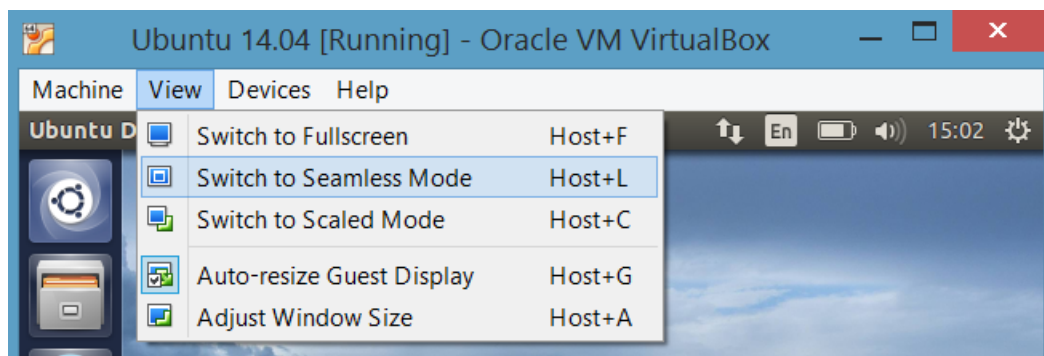 Ubuntu 14.04 [Running] - Oracle VM VirtualBox
Machine View Devices Help
Ubuntu D En 15:02
Switch to Fullscreen Host+F
Switch to Seamless Mode Host+L
Switch to Scaled Mode Host+C
Auto-resize Guest Display Host+G
Adjust Window Size Host+A